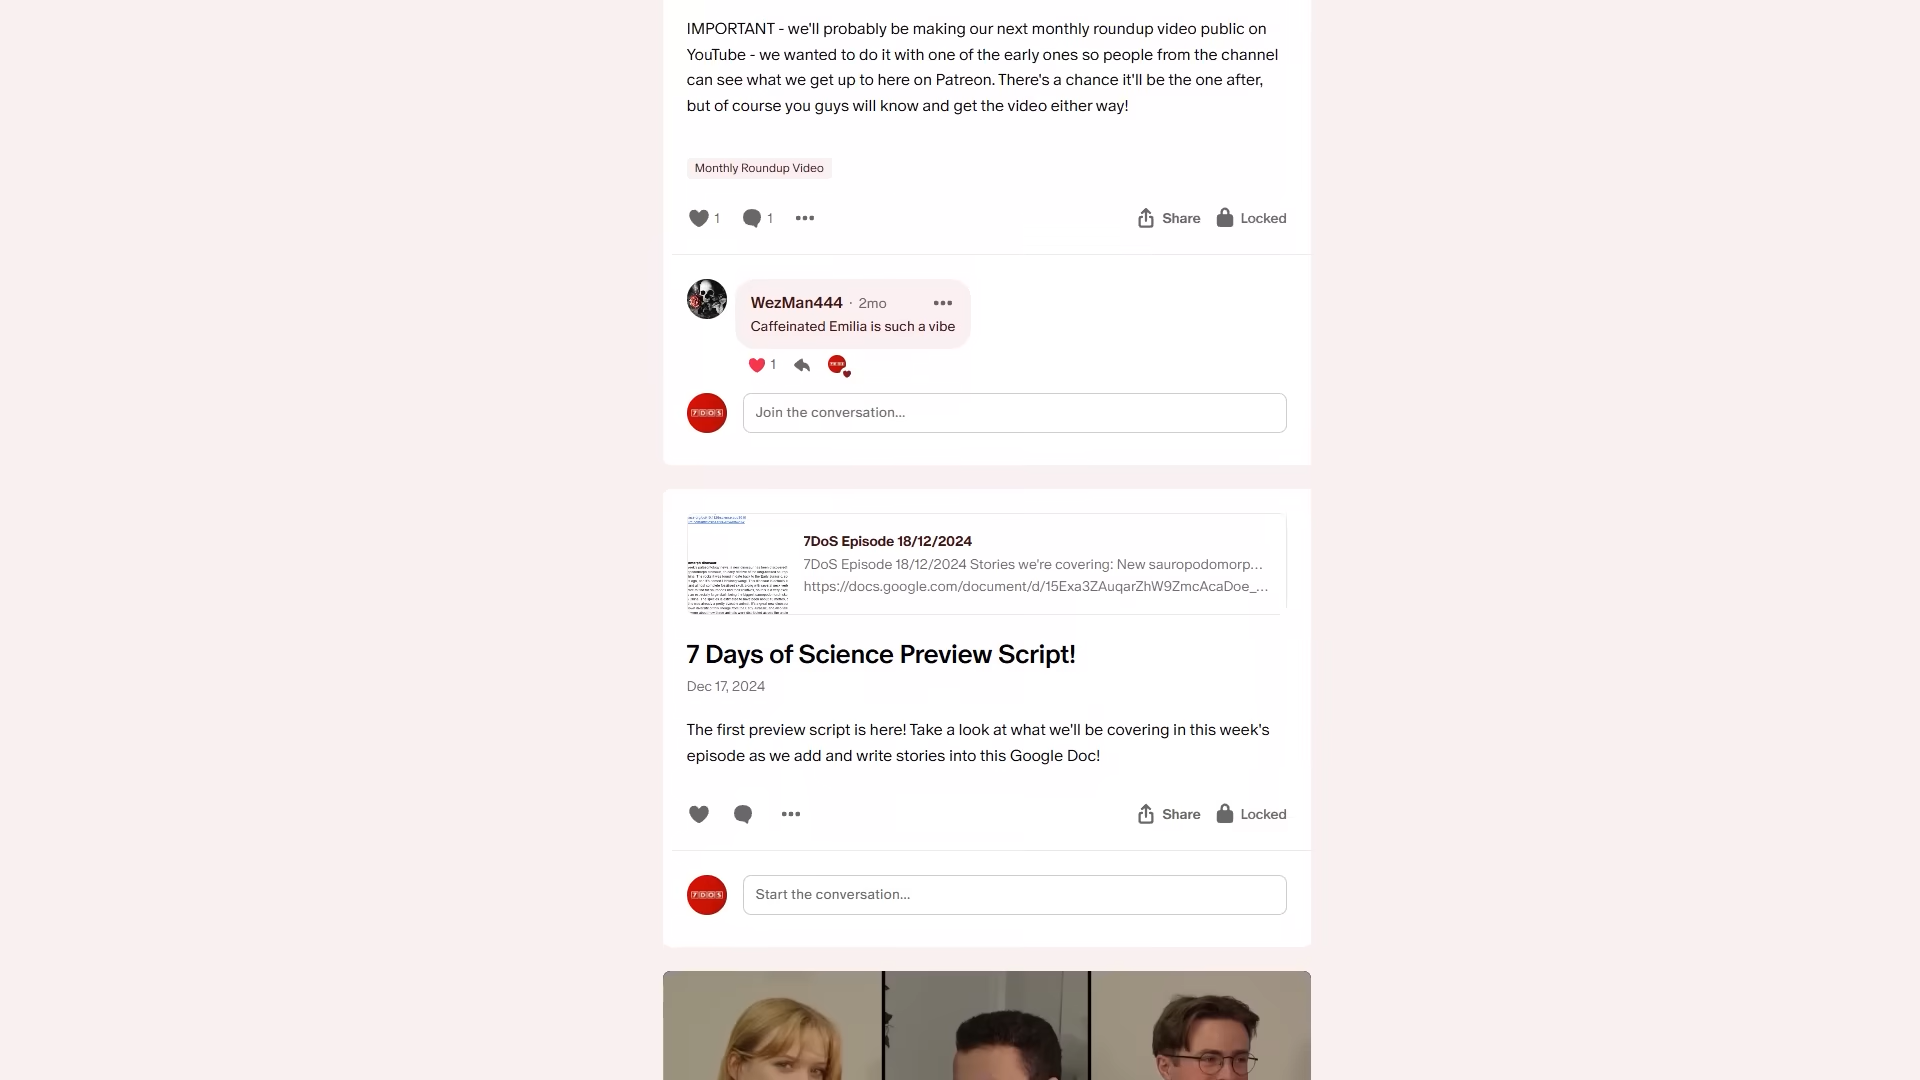 IMPORTANT - we'll probably be making our next monthly roundup video public on
YouTube - we wanted to do it with one of the early ones so people from the channel
can see what we get up to here on Patreon. There's a chance it'll be the one after,
but of course you guys will know and get the video either way!
Monthly Roundup Video
1
1
Share
Locked
WezMan444 · 2mo
Caffeinated Emilia is such a vibe
1
7DOS
Join the conversation...
7DoS Episode 18/12/2024
7DoS Episode 18/12/2024 Stories we're covering: New sauropodomorp...
https://docs.google.com/document/d/15Exa3ZAuqarZhW9ZmcAcaDoe_...
7 Days of Science Preview Script!
Dec 17, 2024
The first preview script is here! Take a look at what we'll be covering in this week's
episode as we add and write stories into this Google Doc!
Share
Locked
7DOS
Start the conversation...